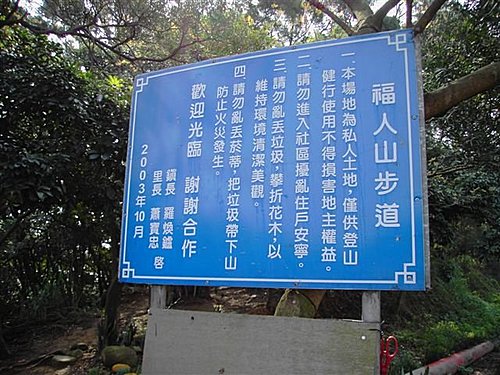 福人山步道
一、本場地為私人土地，僅供登山
健行使用不得損害地主權益。
二、請勿進入社區擾亂住戶安寧。
三、請勿亂丟垃圾，攀折花木，以
維持環境清潔美觀。
四、請勿亂丟菸蒂，把垃圾帶下山
防止火災發生。
歡迎光臨 謝謝合作
鎮長 羅煥鑪
里長 蕭寶忠 啓
2003年10月